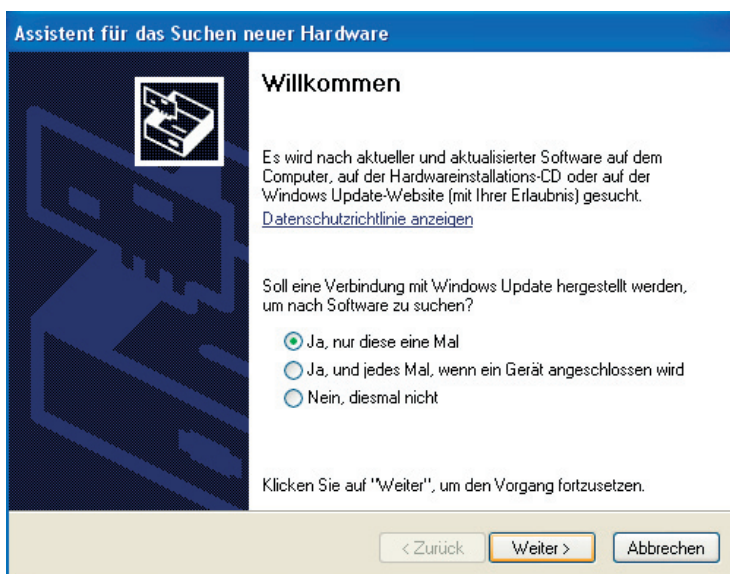 Assistent für das Suchen neuer Hardware
Willkommen
Es wird nach aktueller und aktualisierter Software auf dem
Computer, auf der Hardwareinstallations-CD oder auf der
Windows Update-Website (mit Ihrer Erlaubnis) gesucht.
Datenschutzrichtlinie anzeigen
Soll eine Verbindung mit Windows Update hergestellt werden,
um nach Software zu suchen?
Ja, nur diese eine Mal
Ja, und jedes Mal, wenn ein Gerät angeschlossen wird
Nein, diesmal nicht
Klicken Sie auf "Weiter", um den Vorgang fortzusetzen.
< Zurück Weiter > Abbrechen